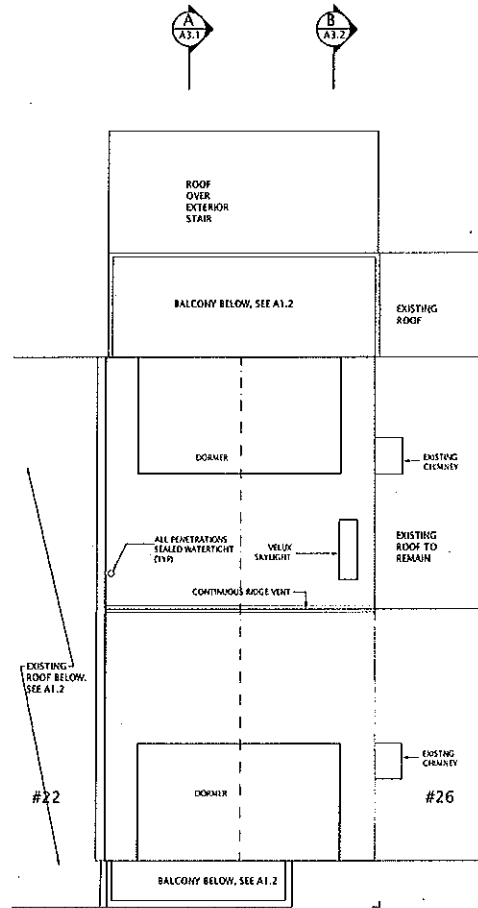 A
A3.1
B
A3.2
ROOF
OVER
EXTERIOR
STAIR
BALCONY BELOW, SEE A1.2
EXISTING
ROOF
DORMER
EXISTING
CHIMNEY
ALL PENETRATIONS
SEALED WATERTIGHT
(TYP)
VELUX
SKYLIGHT
EXISTING
ROOF TO
REMAIN
CONTINUOUS RIDGE VENT
EXISTING
ROOF BELOW,
SEE A1.2
EXISTING
CHIMNEY
#22
DORMER
#26
BALCONY BELOW, SEE A1.2